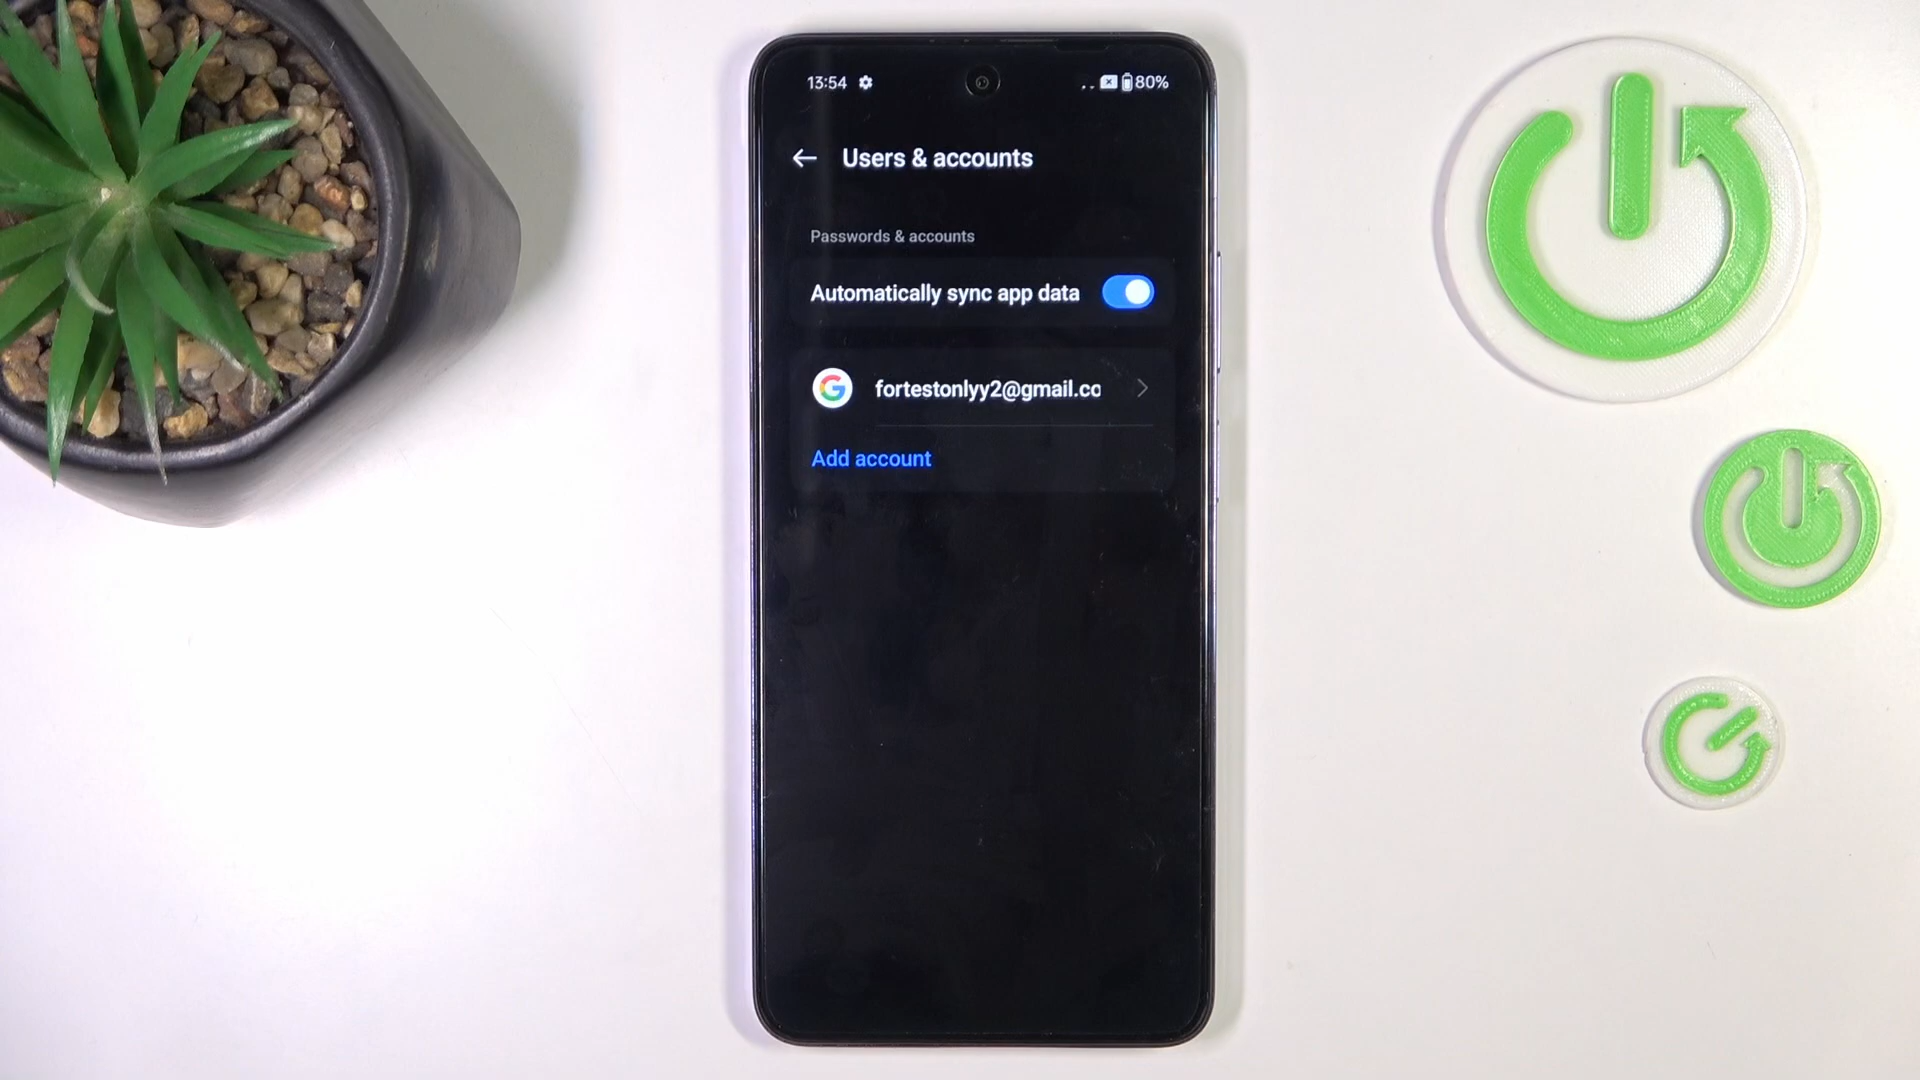 13:54
80%
Users & accounts
Passwords & accounts
Automatically sync app data
fortestonlyy2@gmail.co
Add account